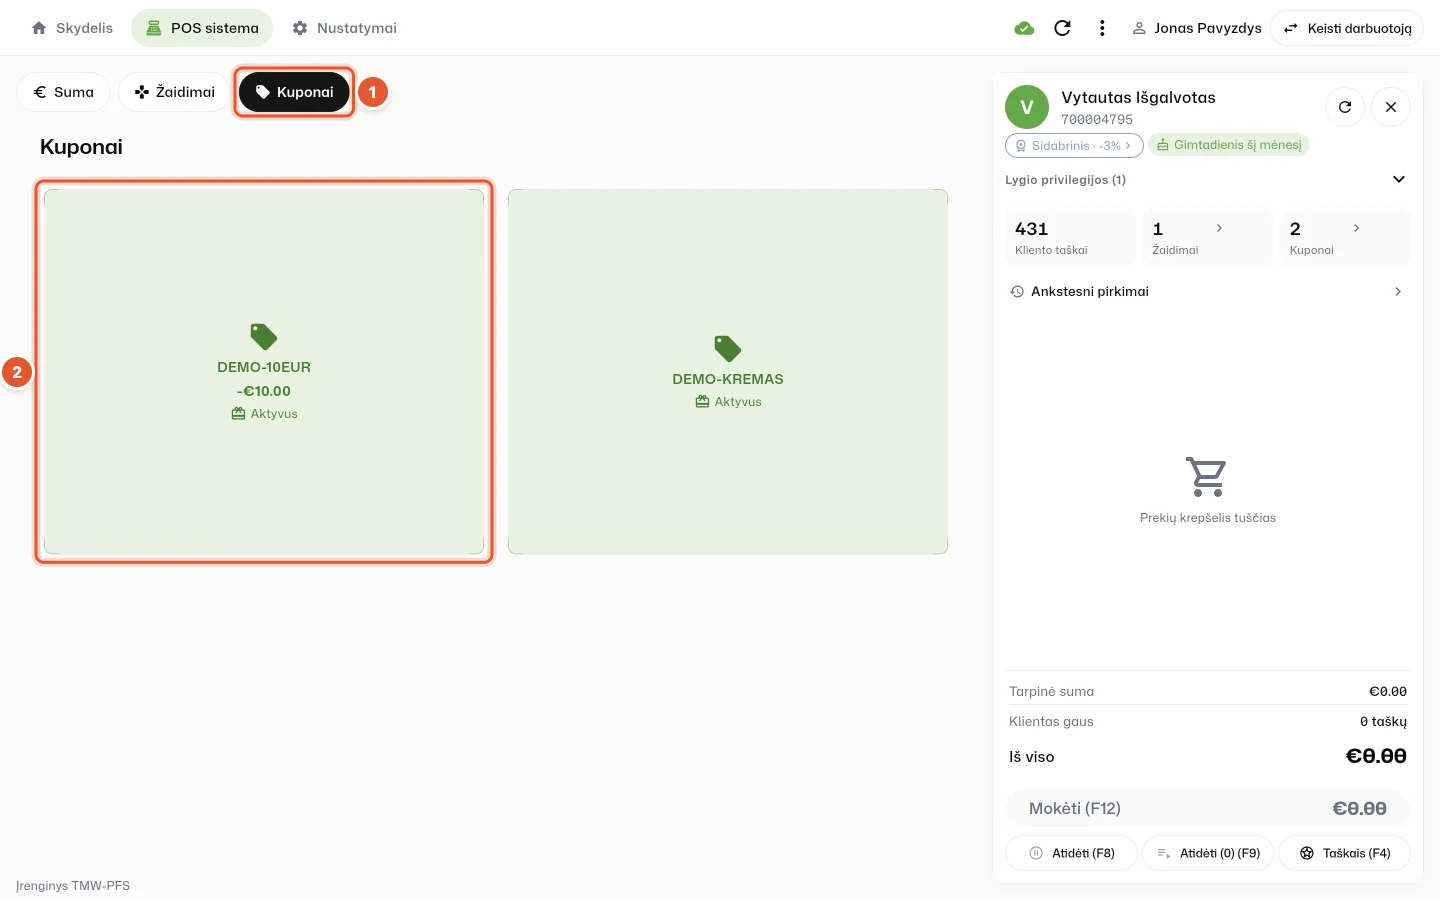 Skydelis
POS sistema
Nustatymai
Jonas Pavyzdys
Keisti darbuotoją
Suma
Žaidimai
Kuponai
1
Kuponai
2
DEMO-10EUR
-€10.00
Aktyvus
DEMO-KREMAS
Aktyvus
V
Vytautas Išgalvotas
700004795
Sidabrinis · -3%
Gimtadienis šį mėnesį
Lygio privilegijos (1)
431
Kliento taškai
1
Žaidimai
2
Kuponai
Ankstesni pirkimai
Prekių krepšelis tuščias
Tarpinė suma €0.00
Klientas gaus 0 taškų
Iš viso €0.00
Mokėti (F12) €0.00
Atidėti (F8)
Atidėti (0) (F9)
Taškais (F4)
Įrenginys TMW-PFS